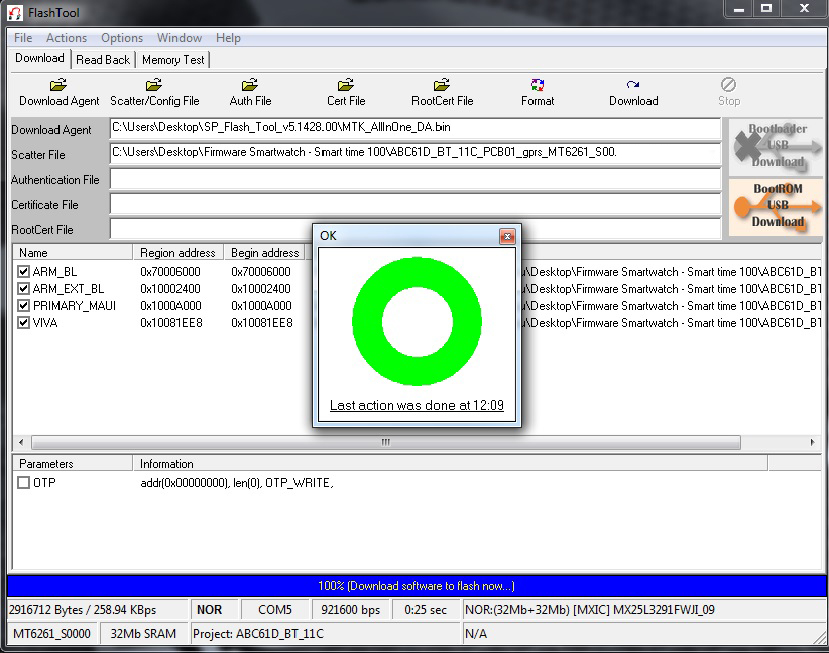 FlashTool
File Actions Options Window Help
Download Read Back Memory Test
Download Agent Scatter/Config File Auth File Cert File RootCert File Format Download Stop
Download Agent C:\Users\Desktop\SP_Flash_Tool_v5.1428.00\MTK_AllInOne_DA.bin
Scatter File C:\Users\Desktop\Firmware Smartwatch - Smart time 100\ABC61D_BT_11C_PCB01_gprs_MT6261_S00.
Authentication File
Certificate File
RootCert File
Bootloader
USB
Download
BootROM
USB
Download
OK
Name Region address Begin address
ARM_BL 0x70006000 0x70006000 u\Desktop\Firmware Smartwatch - Smart time 100\ABC61D_BT
ARM_EXT_BL 0x10002400 0x10002400 u\Desktop\Firmware Smartwatch - Smart time 100\ABC61D_BT
PRIMARY_MAUI 0x1000A000 0x1000A000 u\Desktop\Firmware Smartwatch - Smart time 100\ABC61D_BT
VIVA 0x10081EE8 0x10081EE8 u\Desktop\Firmware Smartwatch - Smart time 100\ABC61D_BT
Last action was done at 12:09
Parameters Information
OTP addr(0x00000000), len(0), OTP_WRITE,
100% (Download software to flash now...)
2916712 Bytes / 258.94 KBps NOR COM5 921600 bps 0:25 sec NOR:(32Mb+32Mb) [MXIC] MX25L3291FWJI_09
MT6261_S0000 32Mb SRAM Project: ABC61D_BT_11C N/A